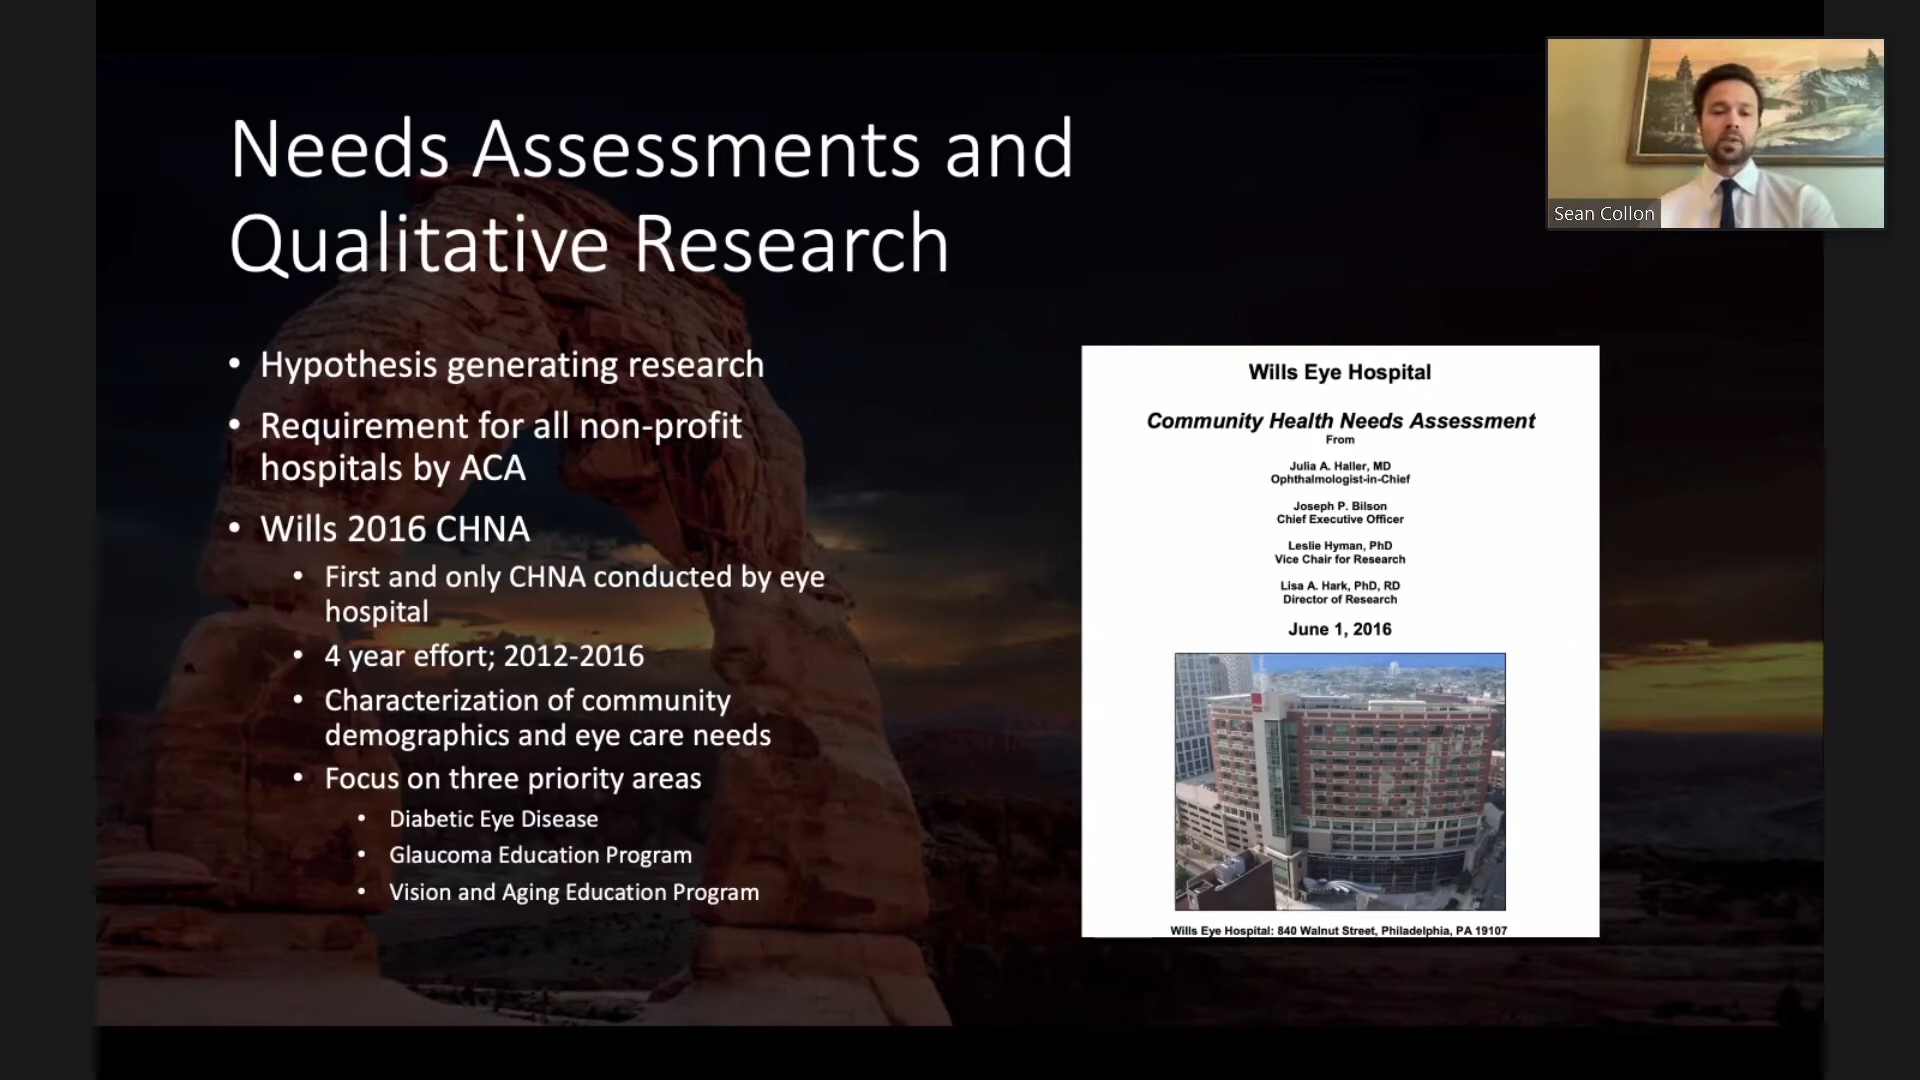 Needs Assessments and
Qualitative Research
• Hypothesis generating research
• Requirement for all non-profit
hospitals by ACA
• Wills 2016 CHNA
• First and only CHNA conducted by eye
hospital
• 4 year effort; 2012-2016
• Characterization of community
demographics and eye care needs
• Focus on three priority areas
• Diabetic Eye Disease
• Glaucoma Education Program
• Vision and Aging Education Program
Wills Eye Hospital
Community Health Needs Assessment
From
Julia A. Haller, MD
Ophthalmologist-in-Chief
Joseph P. Bilson
Chief Executive Officer
Leslie Hyman, PhD
Vice Chair for Research
Lisa A. Hark, PhD, RD
Director of Research
June 1, 2016
Wills Eye Hospital: 840 Walnut Street, Philadelphia, PA 19107
Sean Collon